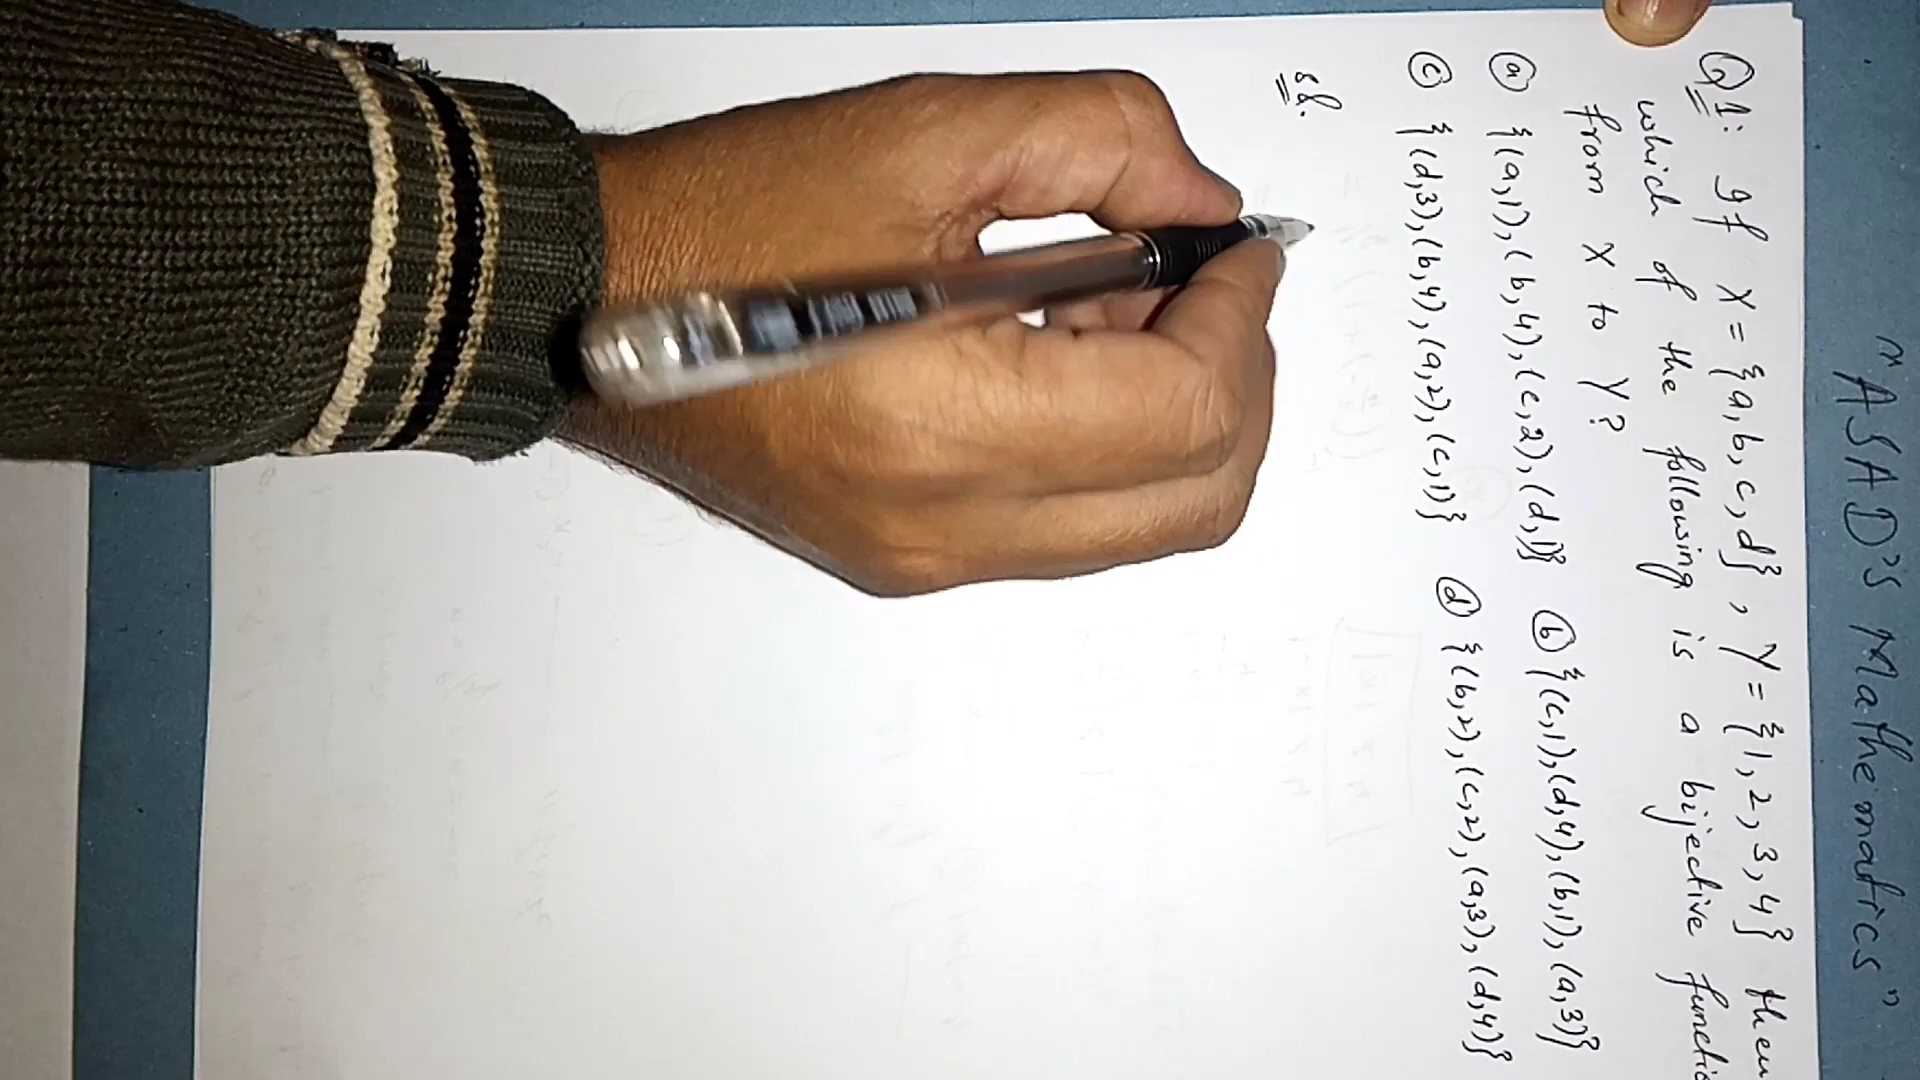 "ASAD'S Mathematics"
Q1: If X = {a,b,c,d}, Y = {1,2,3,4} then
which of the following is a bijective functio
from X to Y?
(a) {(a,1),(b,4),(c,2),(d,1)} (b) {(c,1),(d,4),(b,1),(a,3)}
(c) {(d,3),(b,4),(a,2),(c,1)} (d) {(b,2),(c,2),(a,3),(d,4)}
Sol.